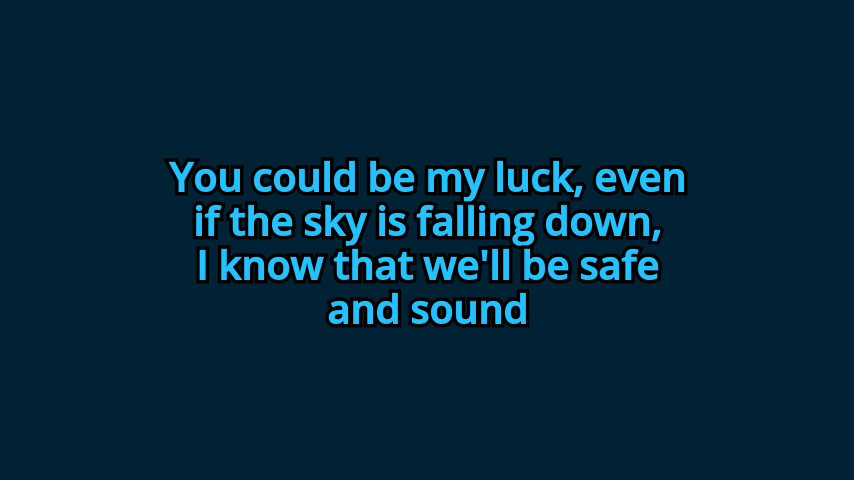 You could be my luck, even
if the sky is falling down,
I know that we'll be safe
and sound